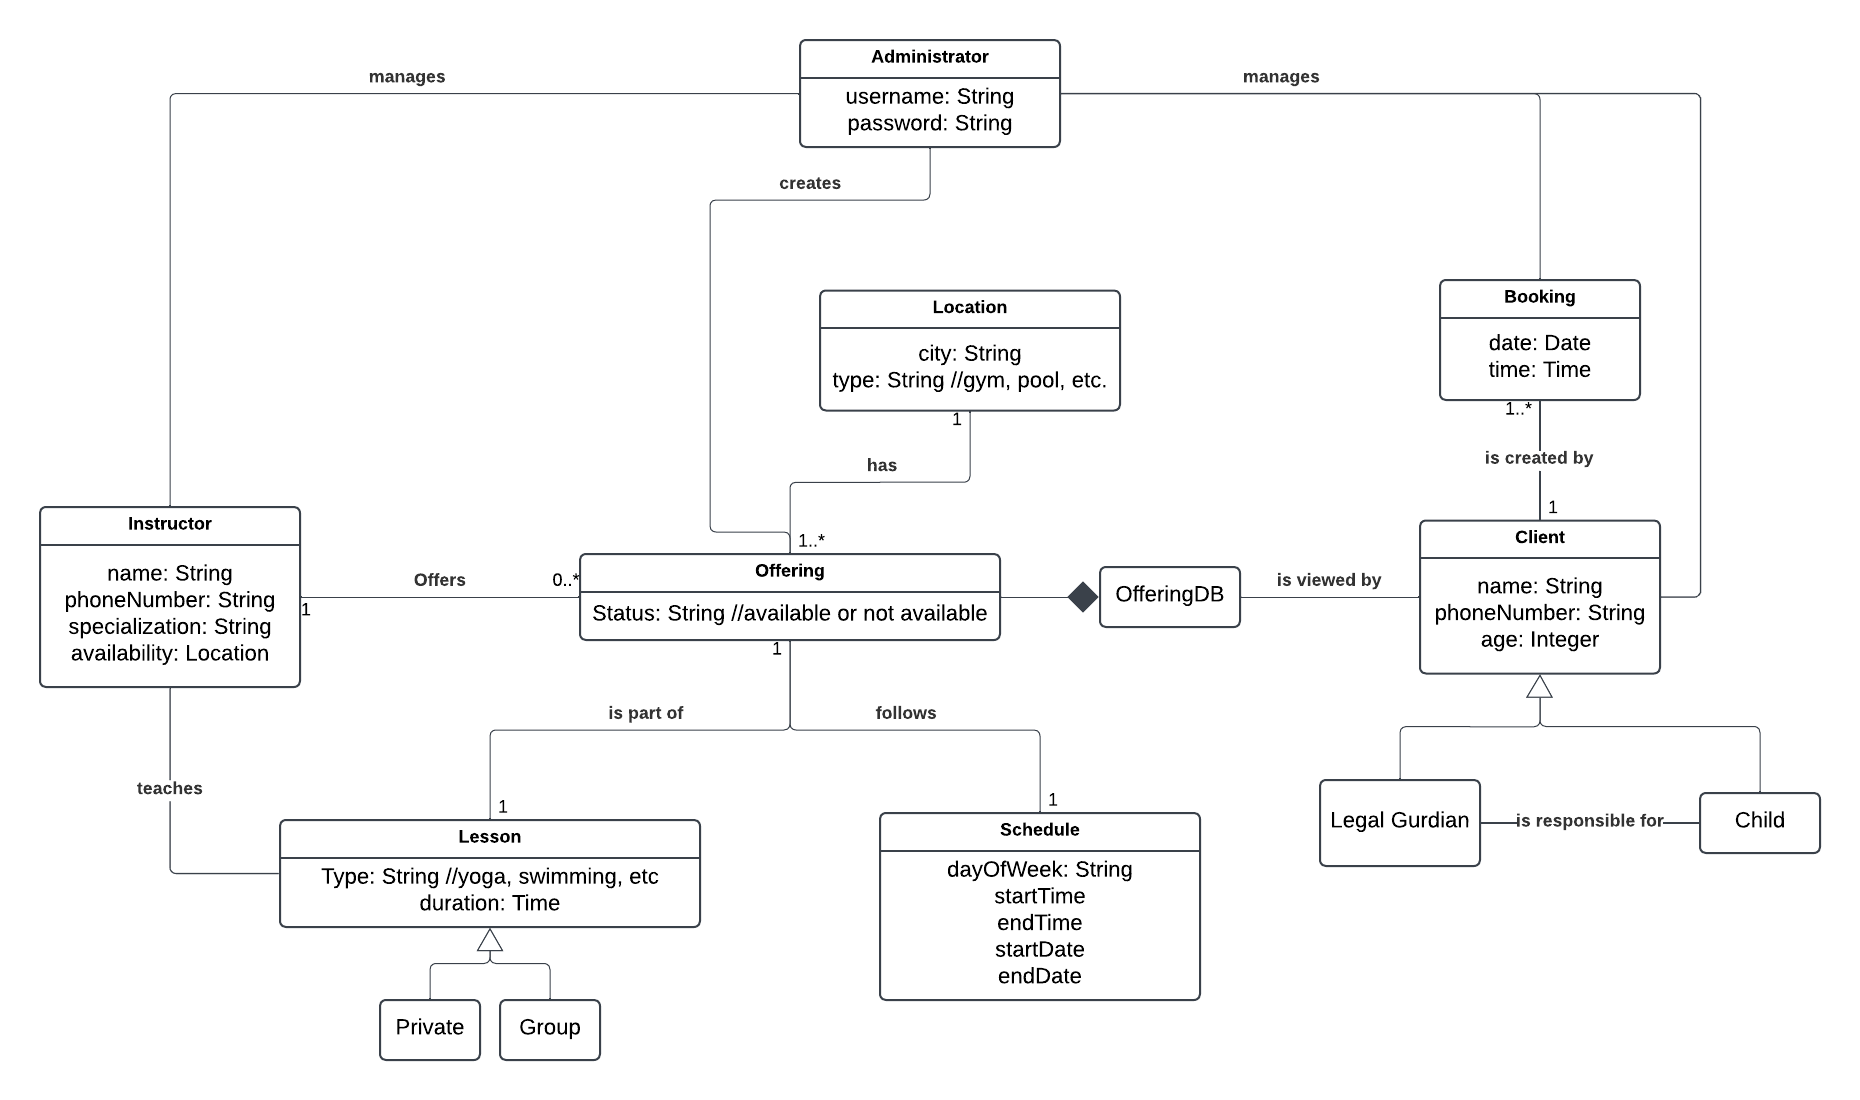 Administrator
username: String
password: String
manages
manages
creates
Location
city: String
type: String //gym, pool, etc.
1
has
1..*
Booking
date: Date
time: Time
1..*
is created by
1
Instructor
name: String
phoneNumber: String
specialization: String
availability: Location
1
Offers
0..*
Offering
Status: String //available or not available
1
OfferingDB
is viewed by
Client
name: String
phoneNumber: String
age: Integer
is part of
follows
teaches
1
1
Lesson
Type: String //yoga, swimming, etc
duration: Time
Schedule
dayOfWeek: String
startTime
endTime
startDate
endDate
Legal Gurdian
is responsible for
Child
Private
Group